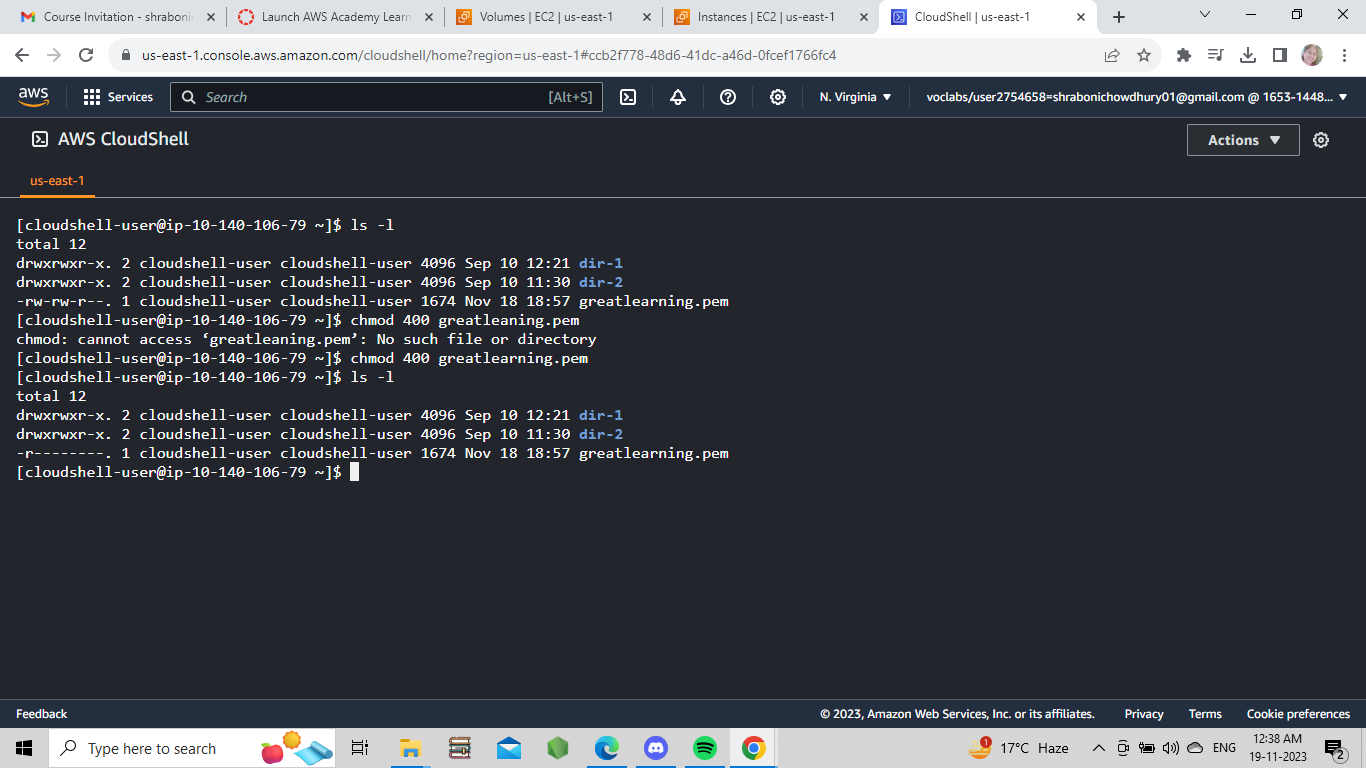 Course Invitation - shraboni
Launch AWS Academy Learn
Volumes | EC2 | us-east-1
Instances | EC2 | us-east-1
CloudShell | us-east-1
us-east-1.console.aws.amazon.com/cloudshell/home?region=us-east-1#ccb2f778-48d6-41dc-a46d-0fcef1766fc4
aws
Services
Search
[Alt+S]
N. Virginia
voclabs/user2754658=shrabonichowdhury01@gmail.com @ 1653-1448...
AWS CloudShell
Actions
us-east-1
[cloudshell-user@ip-10-140-106-79 ~]$ ls -l
total 12
drwxrwxr-x. 2 cloudshell-user cloudshell-user 4096 Sep 10 12:21 dir-1
drwxrwxr-x. 2 cloudshell-user cloudshell-user 4096 Sep 10 11:30 dir-2
-rw-rw-r--. 1 cloudshell-user cloudshell-user 1674 Nov 18 18:57 greatlearning.pem
[cloudshell-user@ip-10-140-106-79 ~]$ chmod 400 greatleaning.pem
chmod: cannot access ‘greatleaning.pem’: No such file or directory
[cloudshell-user@ip-10-140-106-79 ~]$ chmod 400 greatlearning.pem
[cloudshell-user@ip-10-140-106-79 ~]$ ls -l
total 12
drwxrwxr-x. 2 cloudshell-user cloudshell-user 4096 Sep 10 12:21 dir-1
drwxrwxr-x. 2 cloudshell-user cloudshell-user 4096 Sep 10 11:30 dir-2
-r--------. 1 cloudshell-user cloudshell-user 1674 Nov 18 18:57 greatlearning.pem
[cloudshell-user@ip-10-140-106-79 ~]$
Feedback
© 2023, Amazon Web Services, Inc. or its affiliates.
Privacy
Terms
Cookie preferences
Type here to search
1
17°C Haze
ENG
12:38 AM
19-11-2023
2